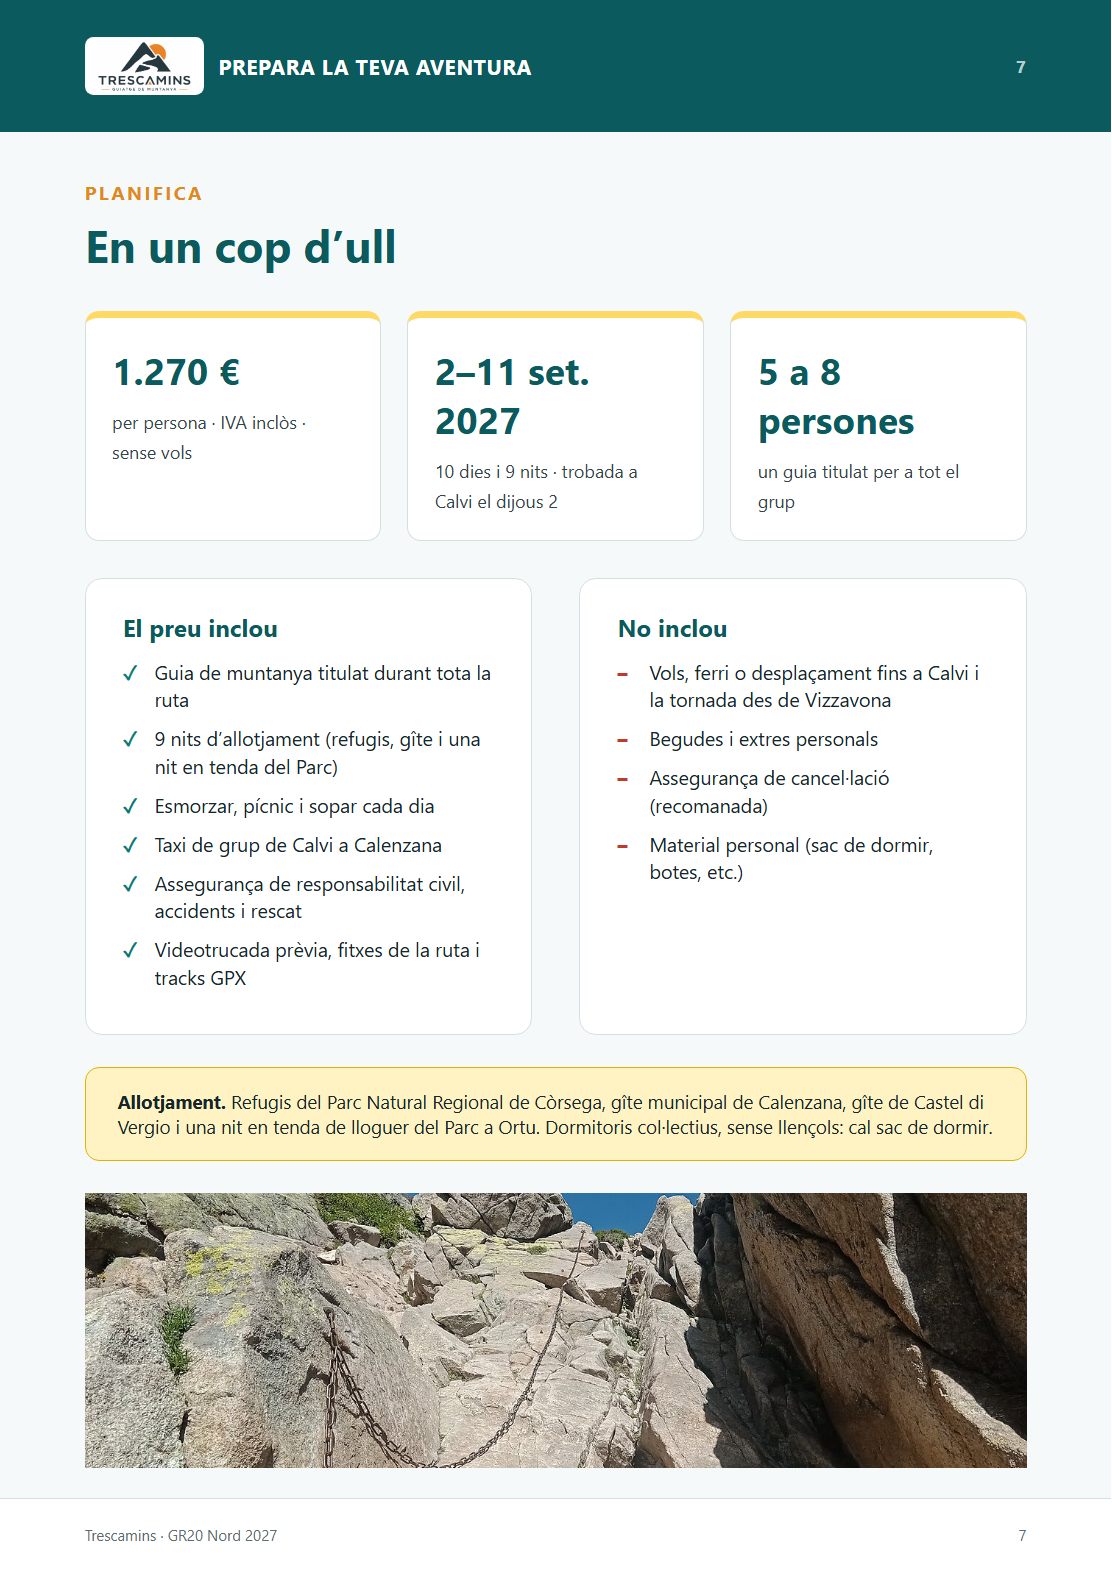 TRESCAMINS
GUIATGE DE MUNTANYA
PREPARA LA TEVA AVENTURA
7
PLANIFICA
En un cop d’ull
1.270 €
per persona · IVA inclòs ·
sense vols
2–11 set.
2027
10 dies i 9 nits · trobada a
Calvi el dijous 2
5 a 8
persones
un guia titulat per a tot el
grup
El preu inclou
✓ Guia de muntanya titulat durant tota la
ruta
✓ 9 nits d’allotjament (refugis, gîte i una
nit en tenda del Parc)
✓ Esmorzar, pícnic i sopar cada dia
✓ Taxi de grup de Calvi a Calenzana
✓ Assegurança de responsabilitat civil,
accidents i rescat
✓ Videotrucada prèvia, fitxes de la ruta i
tracks GPX
No inclou
– Vols, ferri o desplaçament fins a Calvi i
la tornada des de Vizzavona
– Begudes i extres personals
– Assegurança de cancel·lació
(recomanada)
– Material personal (sac de dormir,
botes, etc.)
Allotjament. Refugis del Parc Natural Regional de Còrsega, gîte municipal de Calenzana, gîte de Castel di
Vergio i una nit en tenda de lloguer del Parc a Ortu. Dormitoris col·lectius, sense llençols: cal sac de dormir.
Trescamins · GR20 Nord 2027
7